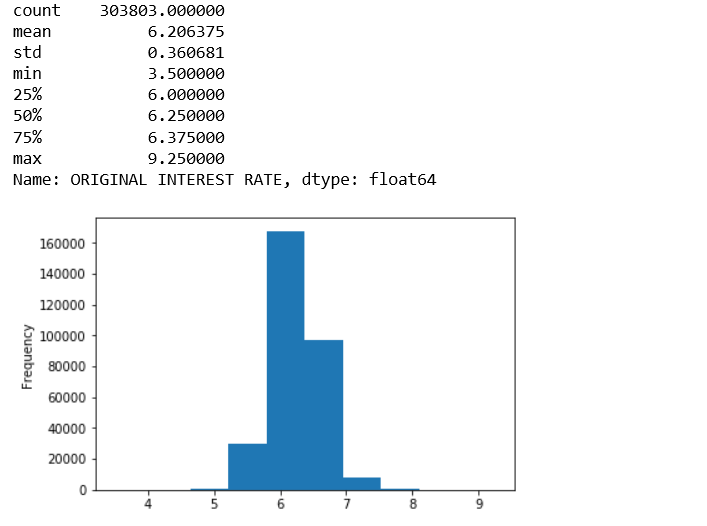 count 303803.000000
mean 6.206375
std 0.360681
min 3.500000
25% 6.000000
50% 6.250000
75% 6.375000
max 9.250000
Name: ORIGINAL INTEREST RATE, dtype: float64
160000
140000
120000
100000
80000
60000
40000
20000
0
Frequency
4 5 6 7 8 9